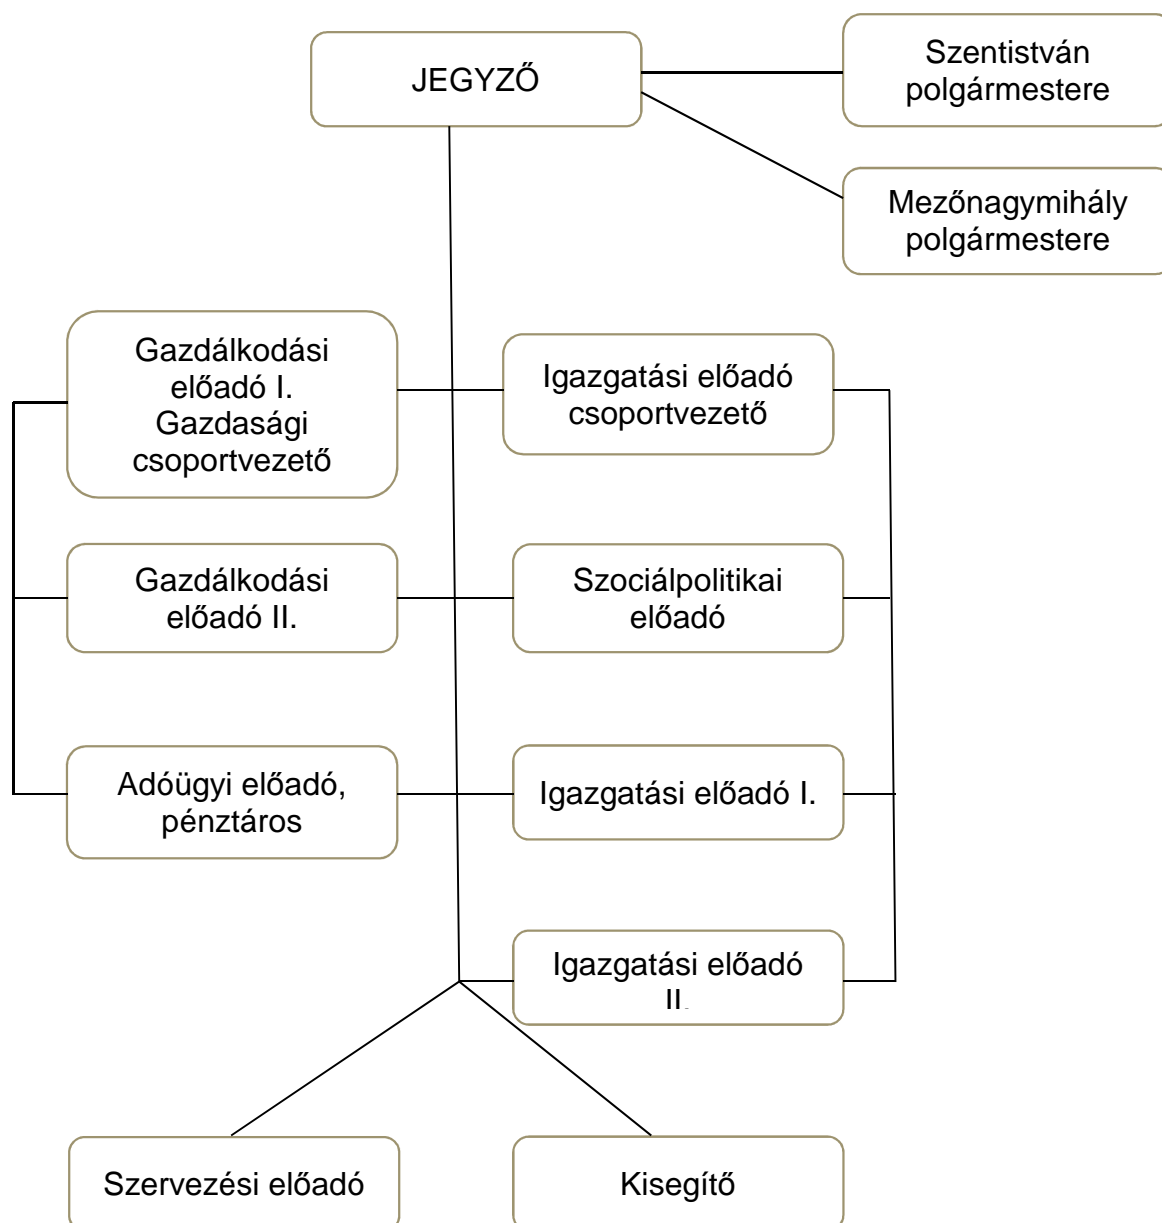 JEGYZŐ
Szentistván
polgármestere
Mezőnagymihály
polgármestere
Gazdálkodási
előadó I.
Gazdasági
csoportvezető
Igazgatási előadó
csoportvezető
Gazdálkodási
előadó II.
Szociálpolitikai
előadó
Adóügyi előadó,
pénztáros
Igazgatási előadó I.
Igazgatási előadó
II.
Szervezési előadó
Kisegítő